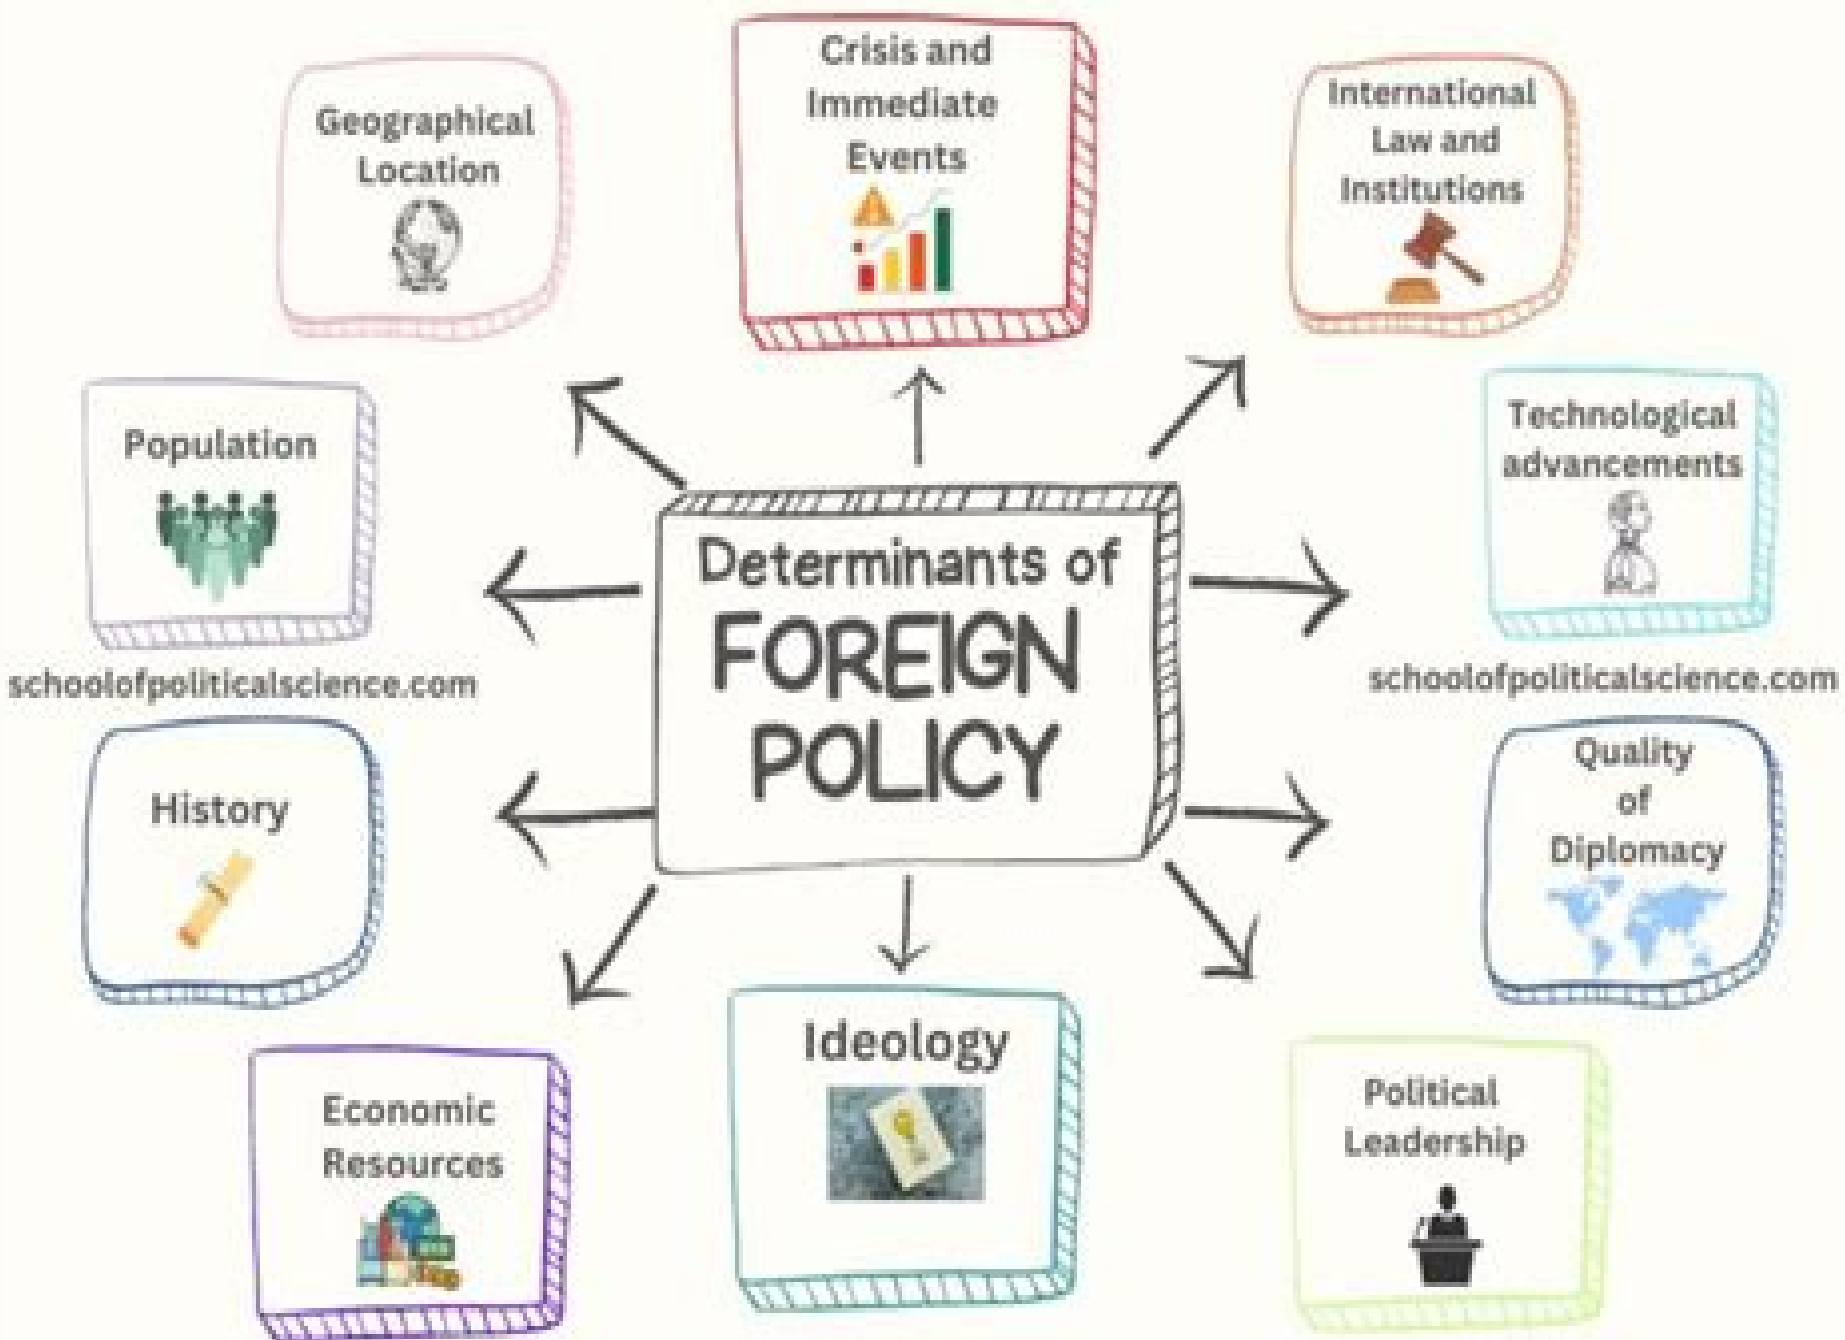 Crisis and
Immediate
Events
Geographical
Location
International
Law and
Institutions
Population
Technological
advancements
Determinants of
FOREIGN
POLICY
schoolofpoliticalscience.com
schoolofpoliticalscience.com
History
Quality
of
Diplomacy
Economic
Resources
Ideology
Political
Leadership